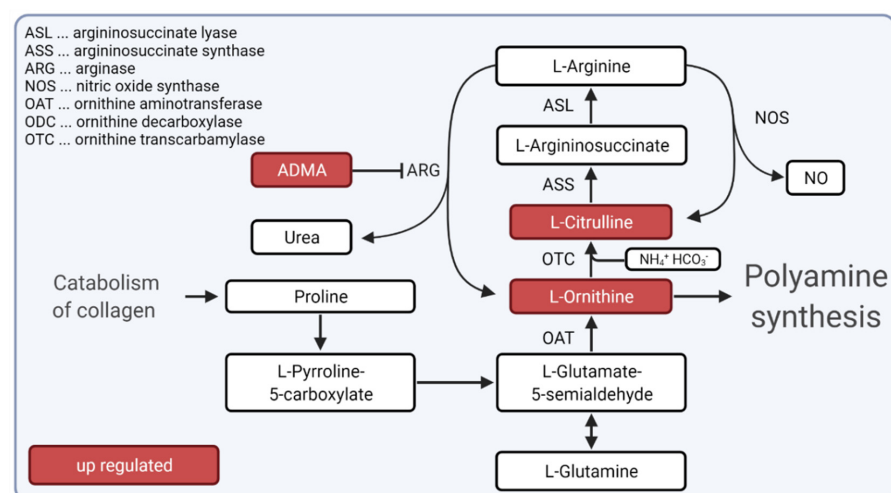 ASL ... argininosuccinate lyase
ASS ... argininosuccinate synthase
ARG ... arginase
NOS ... nitric oxide synthase
OAT ... ornithine aminotransferase
ODC ... ornithine decarboxylase
OTC ... ornithine transcarbamylase
L-Arginine
ASL
NOS
L-Argininosuccinate
ADMA
ARG
ASS
NO
L-Citrulline
Urea
OTC
NH₄⁺ HCO₃⁻
Catabolism
of collagen
Proline
L-Ornithine
Polyamine
synthesis
OAT
L-Pyrroline-
5-carboxylate
L-Glutamate-
5-semialdehyde
up regulated
L-Glutamine